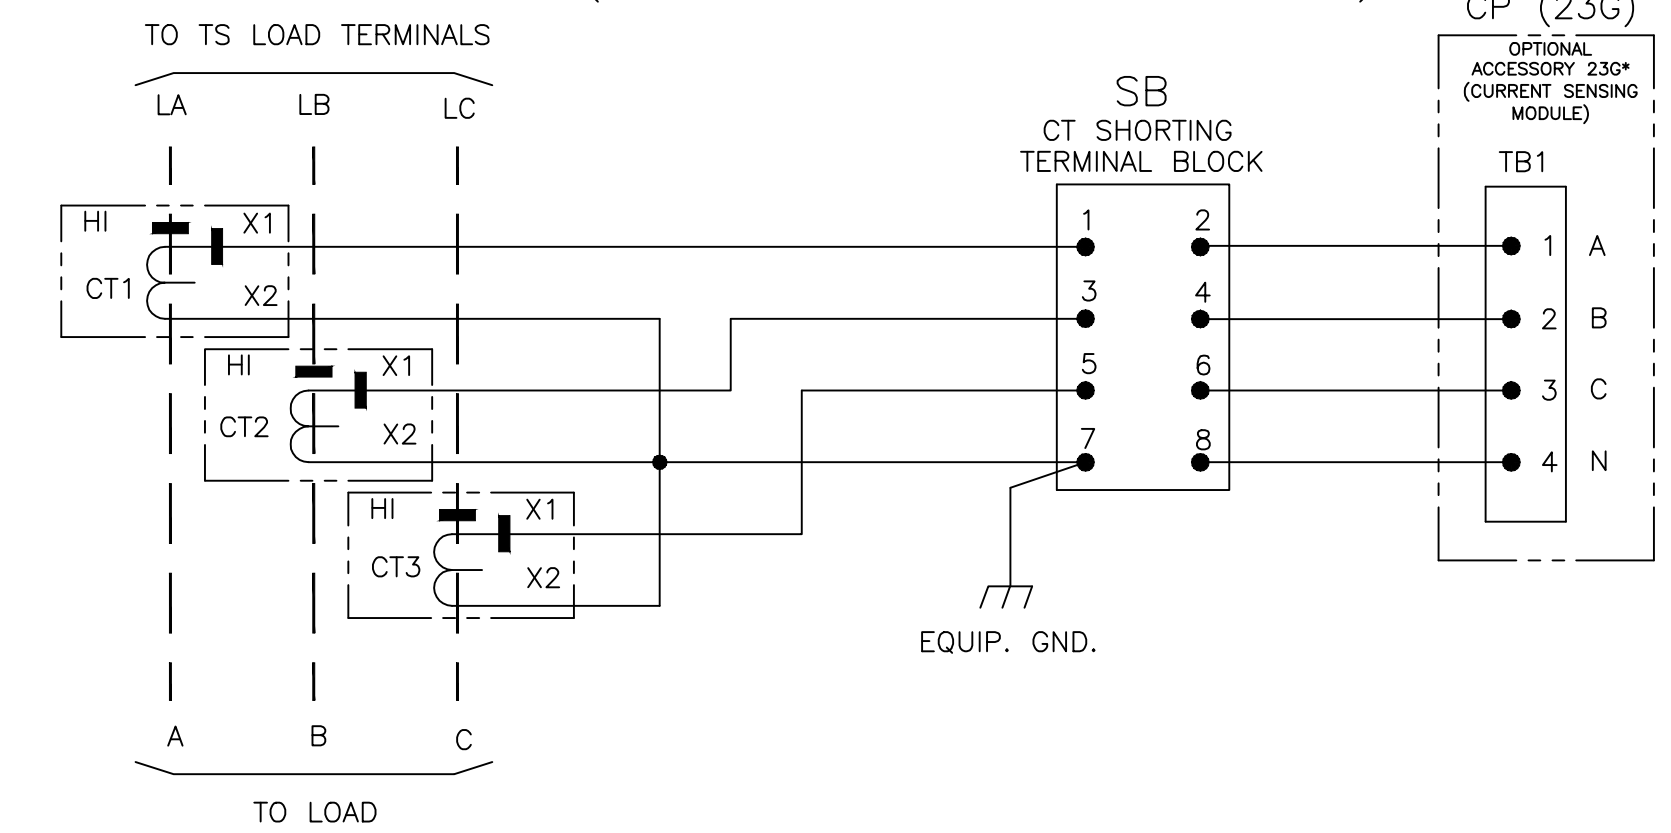 CP (23G)
TO TS LOAD TERMINALS
LA LB LC
OPTIONAL
ACCESSORY 23G*
(CURRENT SENSING
MODULE)
SB
CT SHORTING
TERMINAL BLOCK
TB1
HI X1
CT1
X2
HI X1
CT2
X2
HI X1
CT3
X2
1 2
3 4
5 6
7 8
1 A
2 B
3 C
4 N
EQUIP. GND.
A B C
TO LOAD